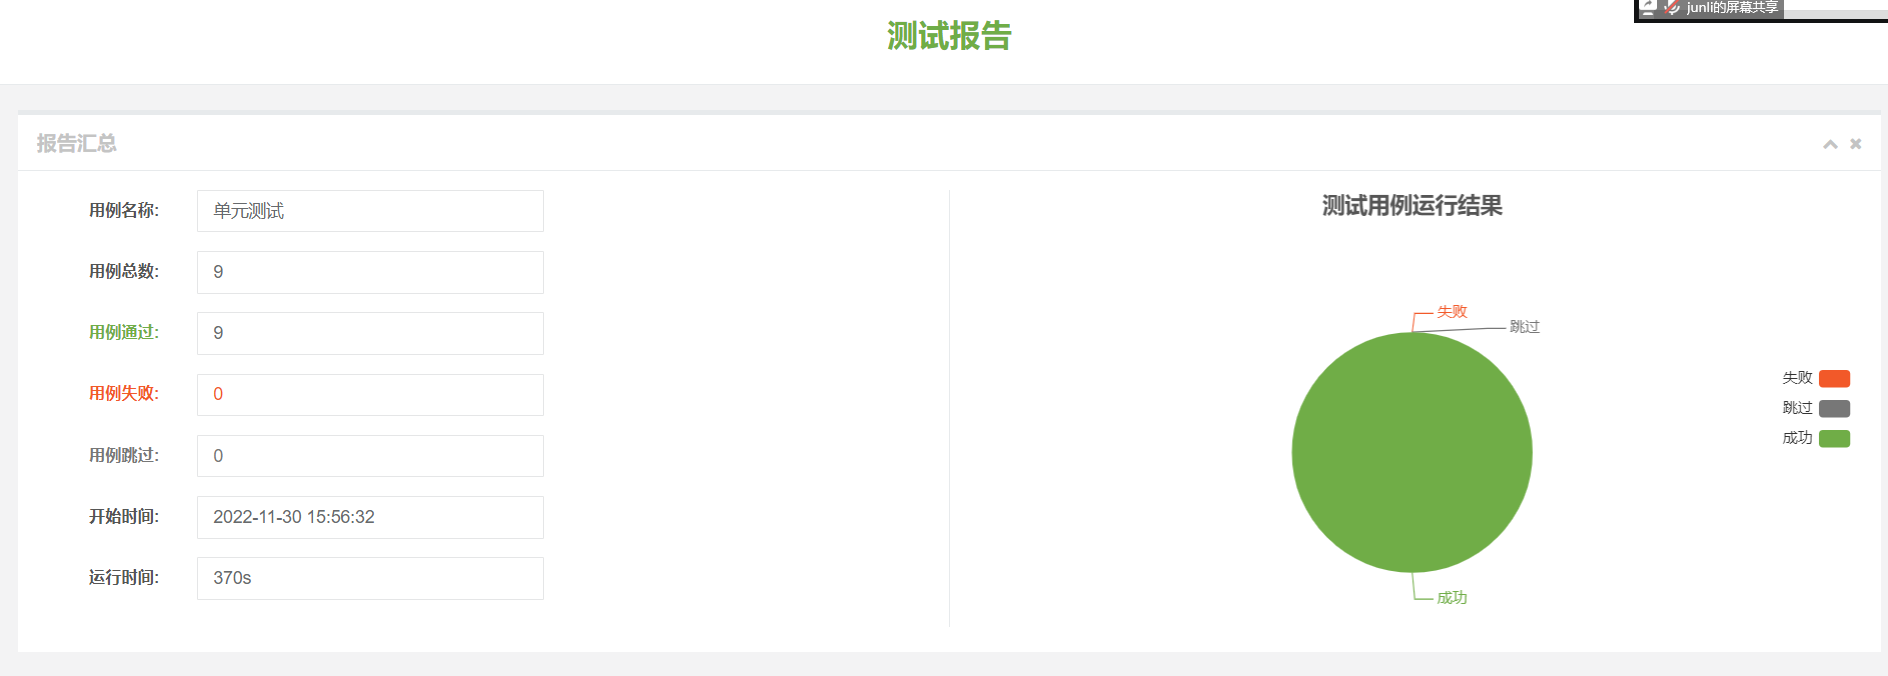 junli的屏幕共享
测试报告
报告汇总
用例名称: 单元测试
用例总数: 9
用例通过: 9
用例失败: 0
用例跳过: 0
开始时间: 2022-11-30 15:56:32
运行时间: 370s
测试用例运行结果
失败
跳过
成功
失败
跳过
成功